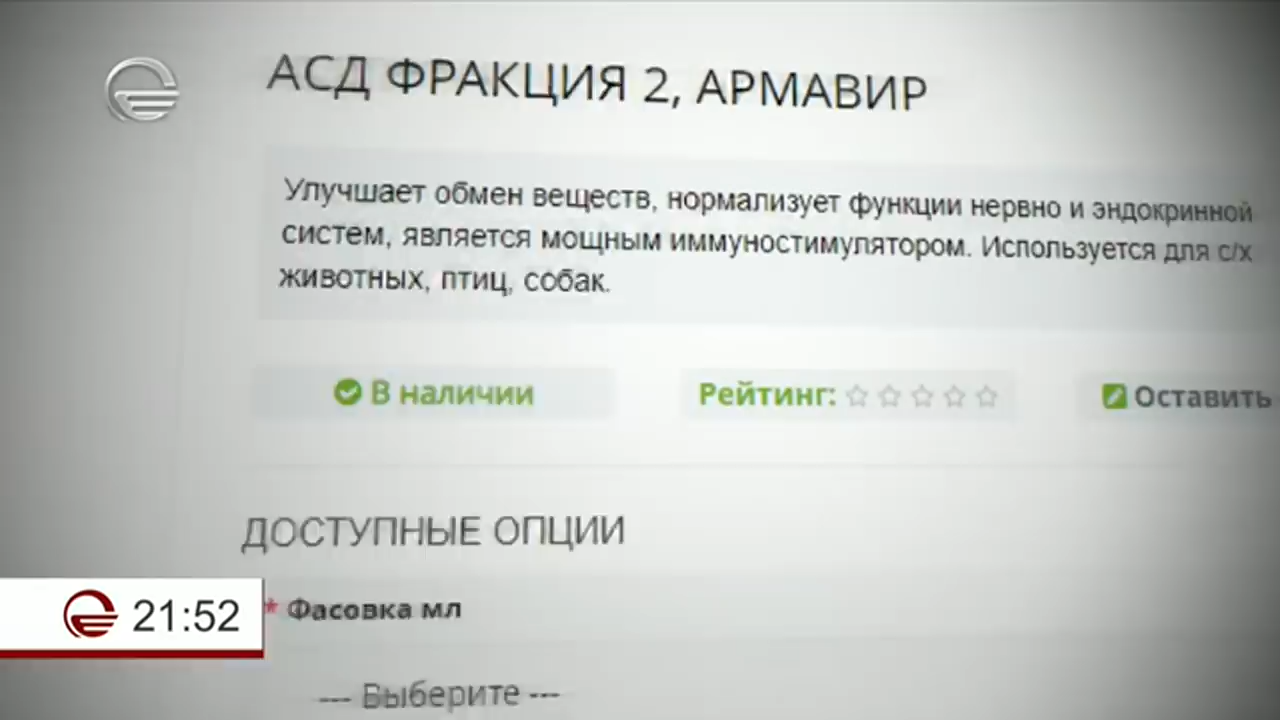 АСД ФРАКЦИЯ 2, АРМАВИР
Улучшает обмен веществ, нормализует функции нервно и эндокринной
систем, является мощным иммуностимулятором. Используется для с/х
животных, птиц, собак.
В наличии
Рейтинг:
Оставить
ДОСТУПНЫЕ ОПЦИИ
* Фасовка мл
--- Выберите ---
21:52